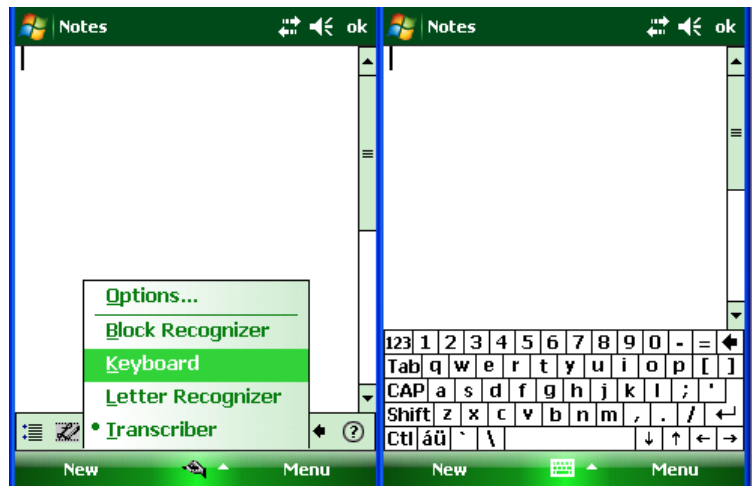 Notes ok
Options...
Block Recognizer
Keyboard
Letter Recognizer
Transcriber
New Menu
Notes ok
123 1 2 3 4 5 6 7 8 9 0 - = 🡄
Tab q w e r t y u i o p [ ]
CAP a s d f g h j k l ; '
Shift z x c v b n m , . / ↵
Ctl áü ` \ ↓ ↑ ← →
New Menu